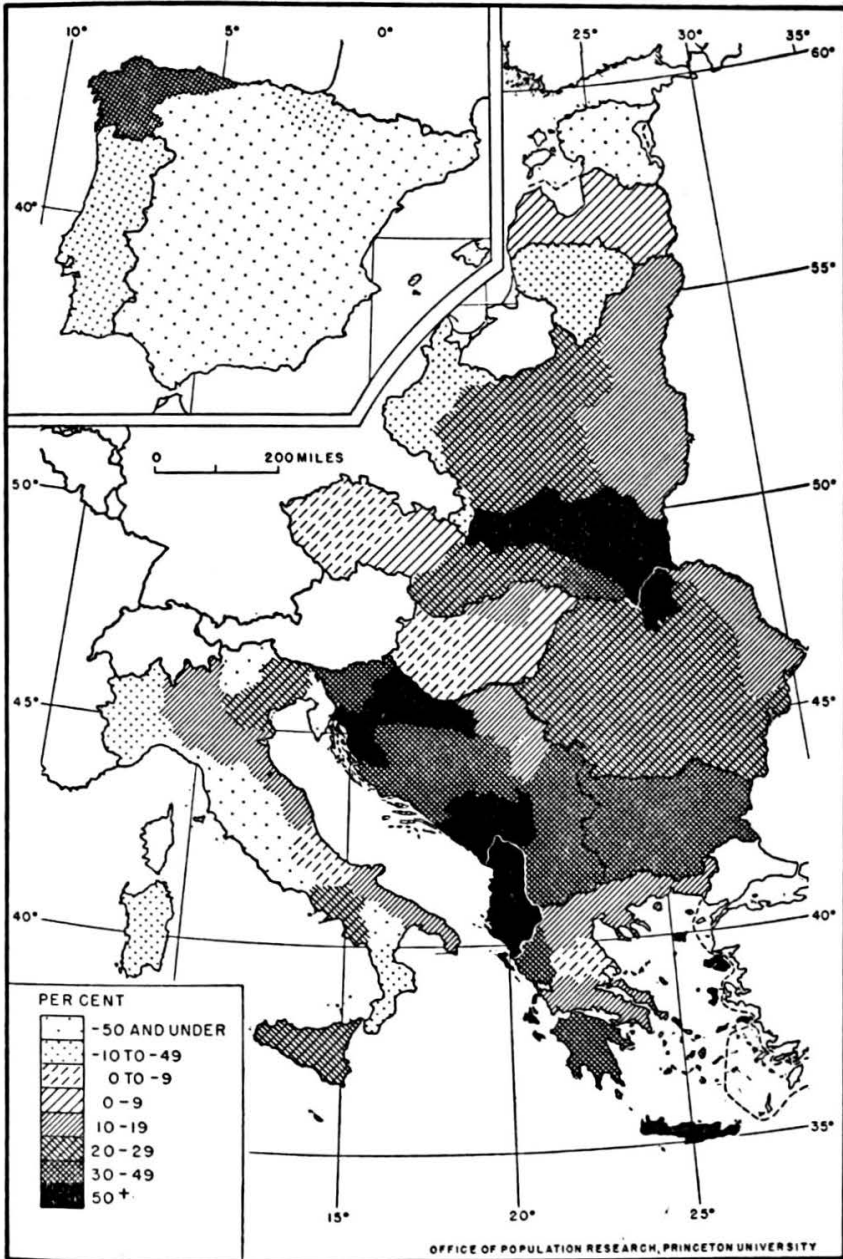 10° 5° 0° 25° 30° 35°
60°
40°
55°
0 200 MILES
50° 50°
45° 45°
40° 40°
PER CENT
-50 AND UNDER
-10 TO -49
0 TO -9
0-9
10-19
20-29
30-49
50+
35°
15° 20° 25°
OFFICE OF POPULATION RESEARCH, PRINCETON UNIVERSITY